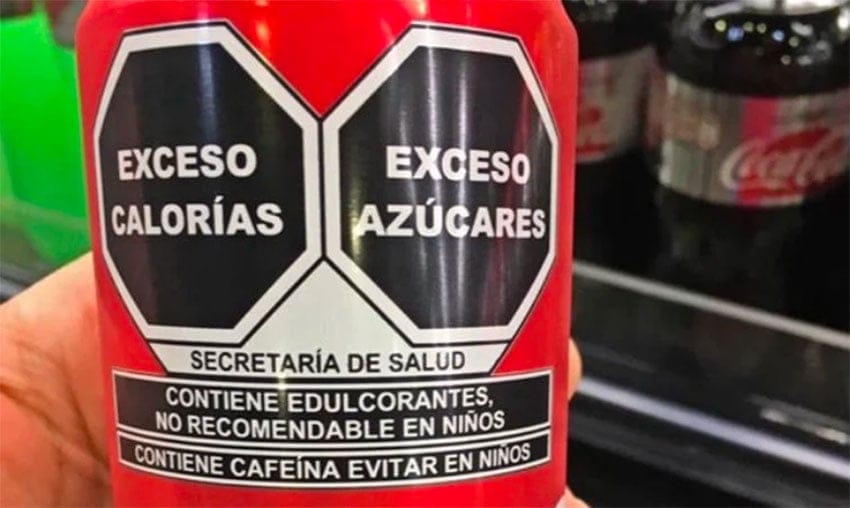 EXCESO
CALORÍAS
EXCESO
AZÚCARES
SECRETARÍA DE SALUD
CONTIENE EDULCORANTES,
NO RECOMENDABLE EN NIÑOS
CONTIENE CAFEÍNA EVITAR EN NIÑOS
Coca-Cola